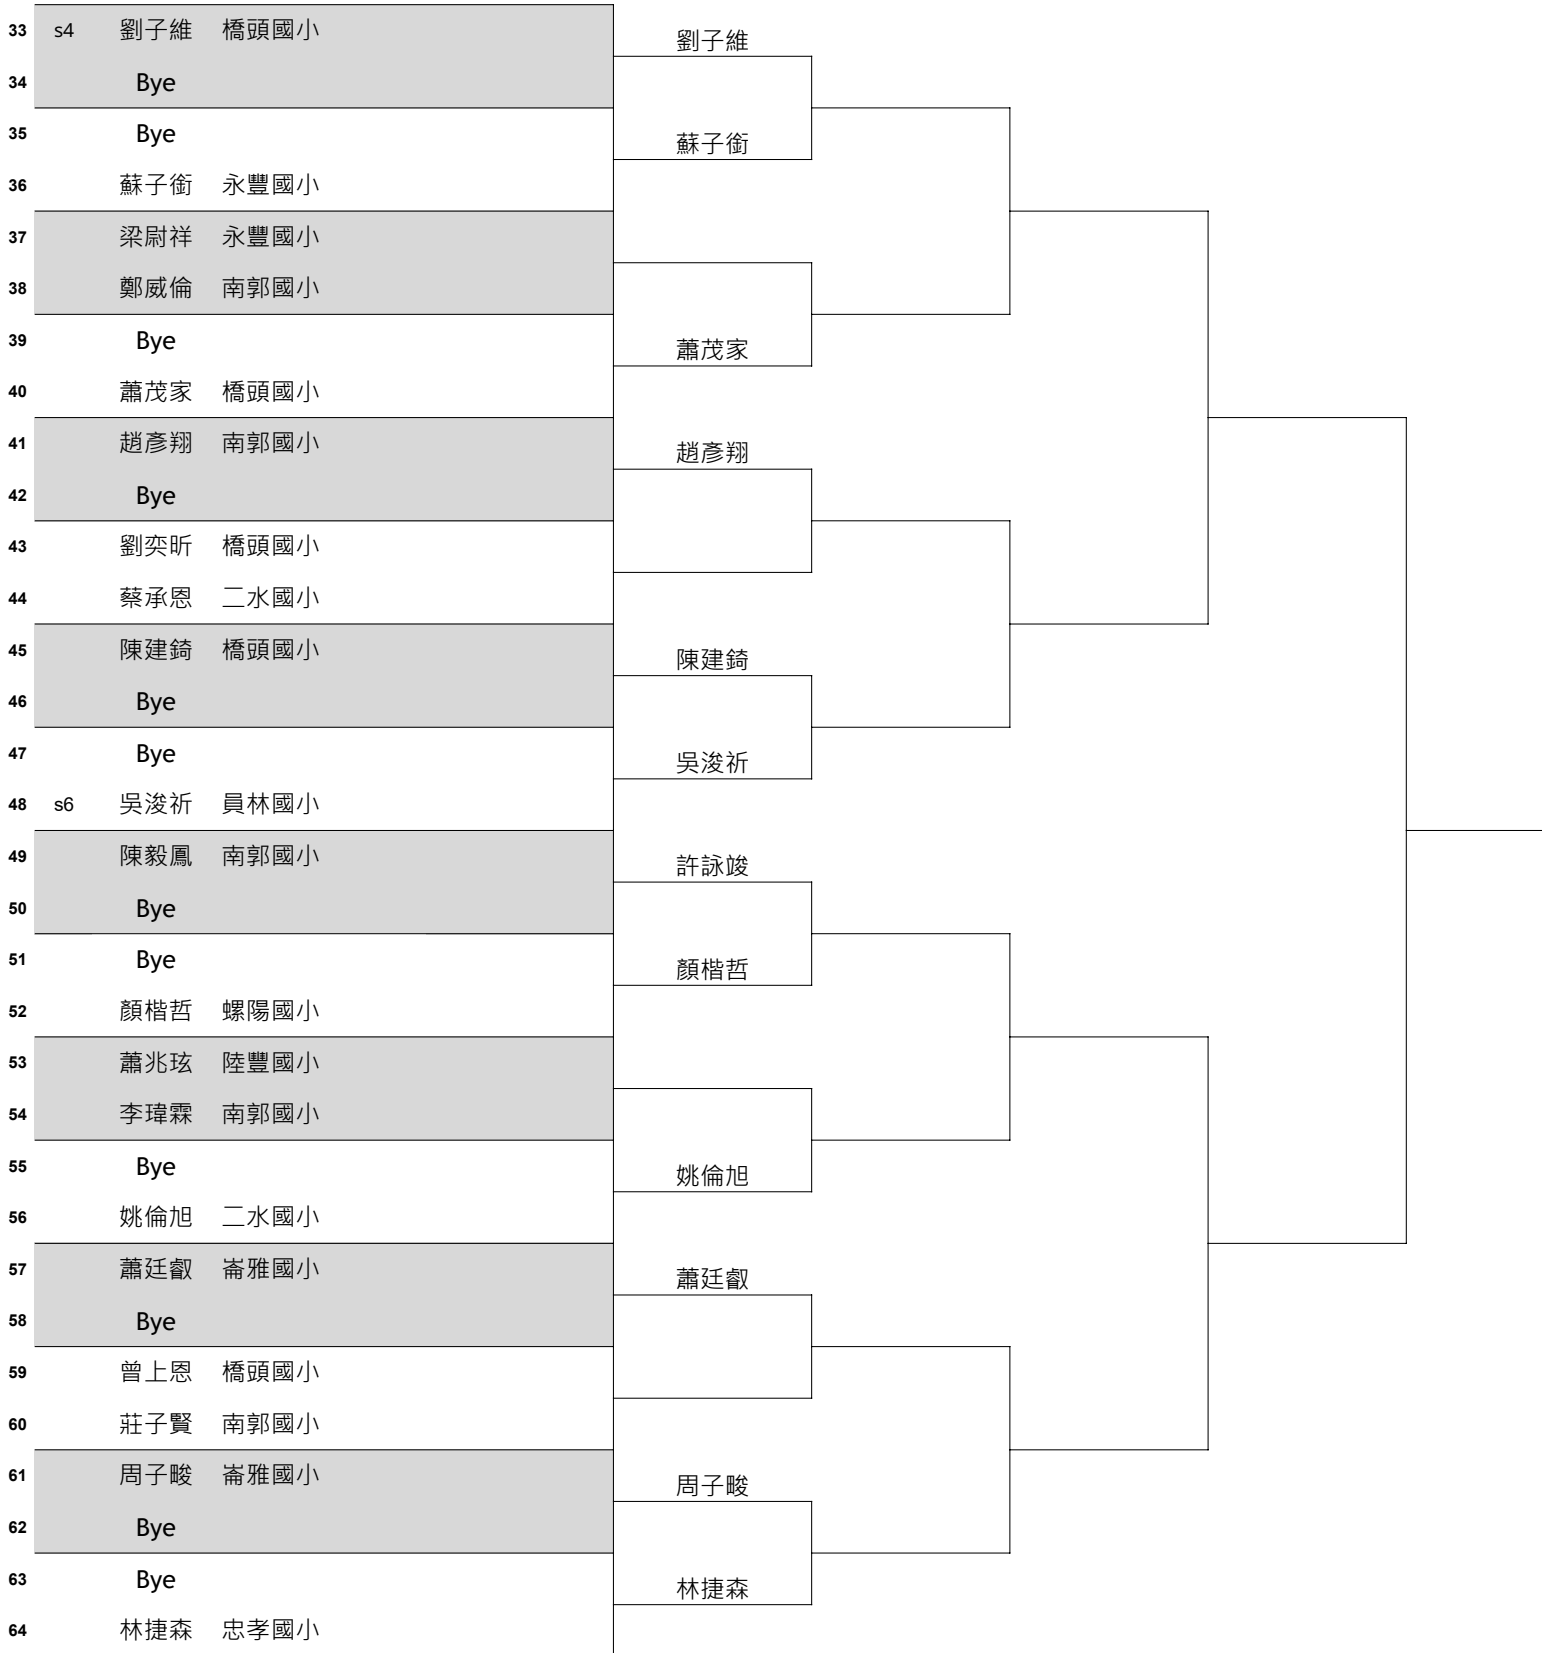 33 s4 劉子維 橋頭國小
劉子維
34 Bye
35 Bye
蘇子銜
36 蘇子銜 永豐國小
37 梁尉祥 永豐國小
38 鄭威倫 南郭國小
39 Bye
蕭茂家
40 蕭茂家 橋頭國小
41 趙彥翔 南郭國小
趙彥翔
42 Bye
43 劉奕昕 橋頭國小
44 蔡承恩 二水國小
45 陳建錡 橋頭國小
陳建錡
46 Bye
47 Bye
吳浚祈
48 s6 吳浚祈 員林國小
49 陳毅鳳 南郭國小
許詠竣
50 Bye
51 Bye
顏楷哲
52 顏楷哲 螺陽國小
53 蕭兆玹 陸豐國小
54 李瑋霖 南郭國小
55 Bye
姚倫旭
56 姚倫旭 二水國小
57 蕭廷叡 崙雅國小
蕭廷叡
58 Bye
59 曾上恩 橋頭國小
60 莊子賢 南郭國小
61 周子畯 崙雅國小
周子畯
62 Bye
63 Bye
林捷森
64 林捷森 忠孝國小